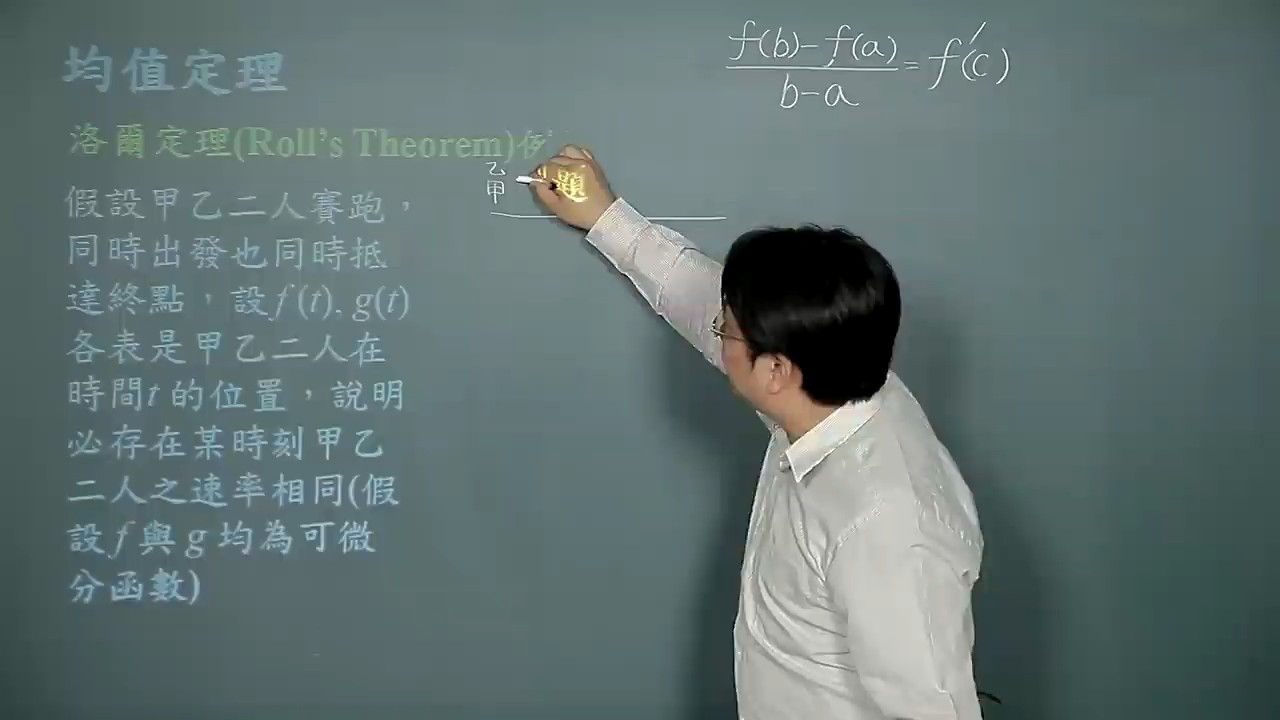 均值定理
洛爾定理(Roll's Theorem)例題
假設甲乙二人賽跑，
同時出發也同時抵
達終點，設f(t), g(t)
各表是甲乙二人在
時間t的位置，說明
必存在某時刻甲乙
二人之速率相同(假
設f與g均為可微
分函數)
乙
甲
f(b)-f(a)/b-a = f'(c)